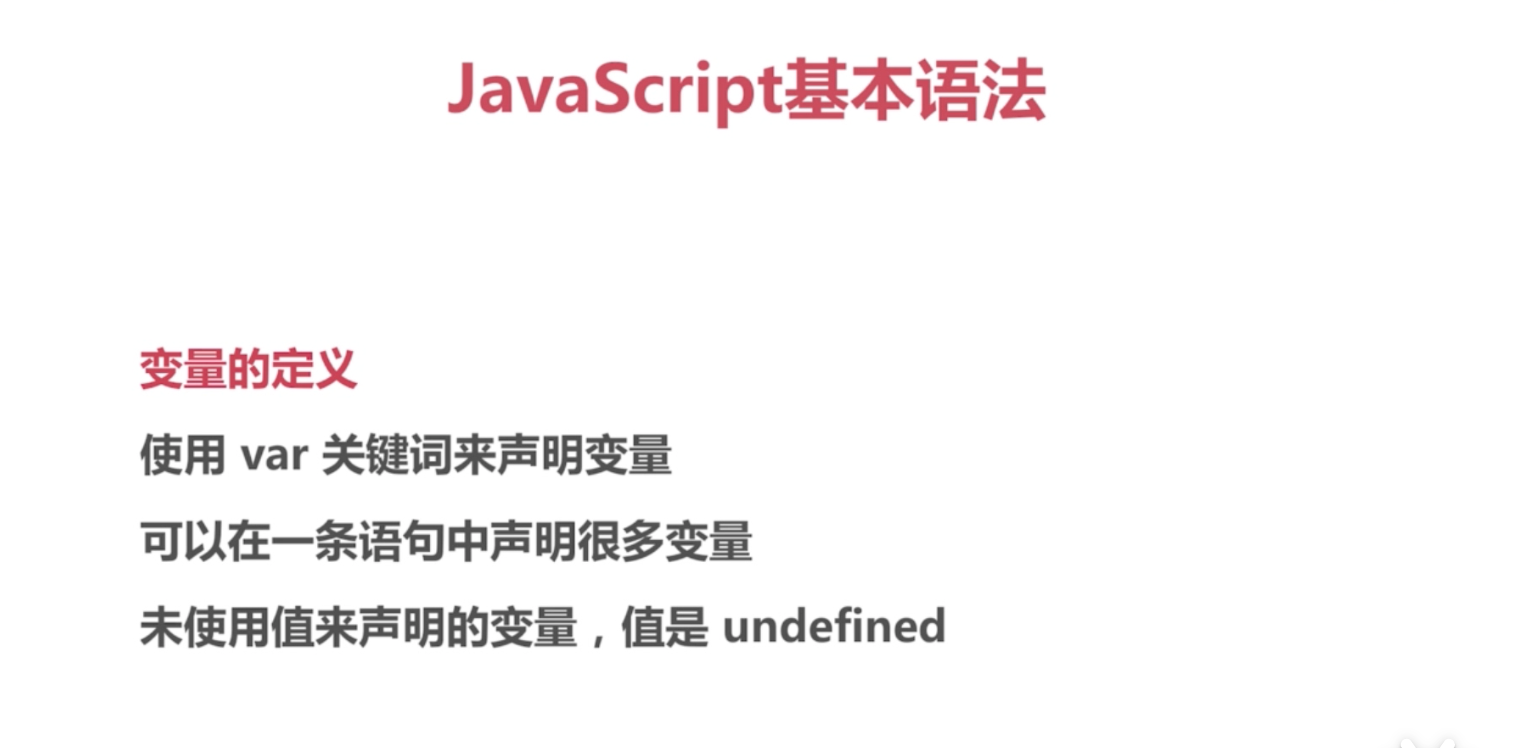 JavaScript基本语法
变量的定义
使用 var 关键词来声明变量
可以在一条语句中声明很多变量
未使用值来声明的变量，值是 undefined